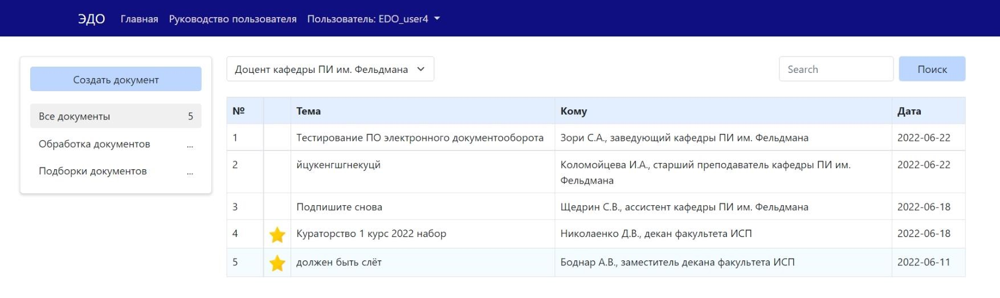 ЭДО Главная Руководство пользователя Пользователь: EDO_user4
Создать документ
Все документы 5
Обработка документов ...
Подборки документов ...
Доцент кафедры ПИ им. Фельдмана
Search Поиск
№ Тема Кому Дата
1 Тестирование ПО электронного документооборота Зори С.А., заведующий кафедры ПИ им. Фельдмана 2022-06-22
2 йцукенгшгнекуцй Коломойцева И.А., старший преподаватель кафедры ПИ им. 2022-06-22
Фельдмана
3 Подпишите снова Щедрин С.В., ассистент кафедры ПИ им. Фельдмана 2022-06-18
4 Кураторство 1 курс 2022 набор Николаенко Д.В., декан факультета ИСП 2022-06-18
5 должен быть слёт Боднар А.В., заместитель декана факультета ИСП 2022-06-11